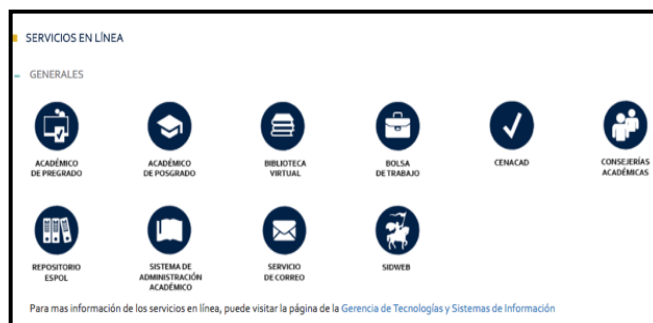 SERVICIOS EN LÍNEA
GENERALES
ACADÉMICO
DE PREGRADO
ACADÉMICO
DE POSGRADO
BIBLIOTECA
VIRTUAL
BOLSA
DE TRABAJO
CENACAD
CONSEJERÍAS
ACADÉMICAS
REPOSITORIO
ESPOL
SISTEMA DE
ADMINISTRACIÓN
ACADÉMICO
SERVICIO
DE CORREO
SIDWEB
Para mas información de los servicios en línea, puede visitar la página de la Gerencia de Tecnologías y Sistemas de Información